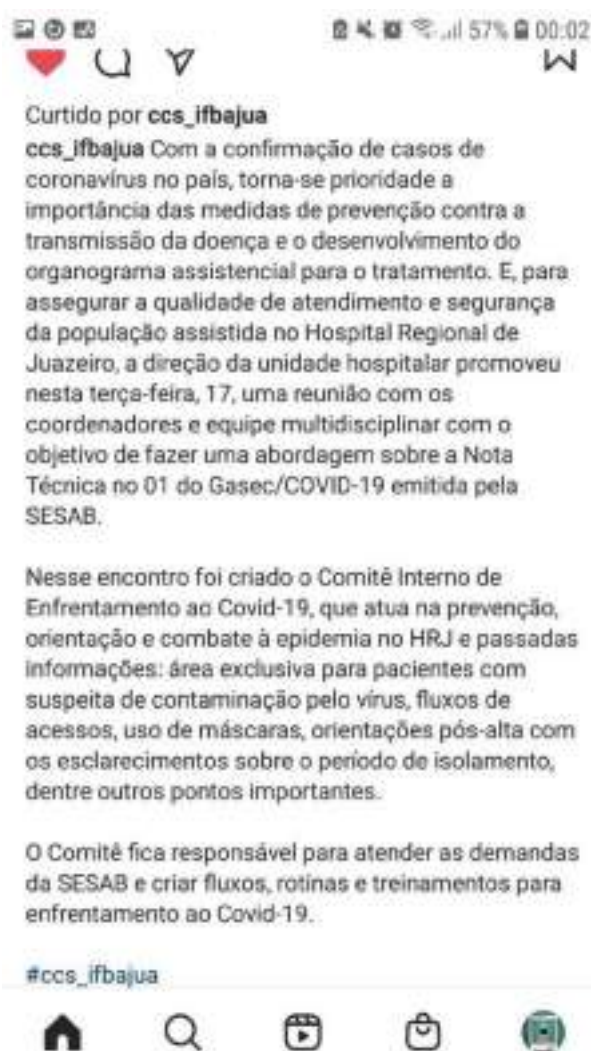 57% 00:02
Curtido por ccs_ifbajua
ccs_ifbajua Com a confirmação de casos de
coronavírus no país, torna-se prioridade a
importância das medidas de prevenção contra a
transmissão da doença e o desenvolvimento do
organograma assistencial para o tratamento. E, para
assegurar a qualidade de atendimento e segurança
da população assistida no Hospital Regional de
Juazeiro, a direção da unidade hospitalar promoveu
nesta terça-feira, 17, uma reunião com os
coordenadores e equipe multidisciplinar com o
objetivo de fazer uma abordagem sobre a Nota
Técnica no 01 do Gasec/COVID-19 emitida pela
SESAB.
Nesse encontro foi criado o Comitê Interno de
Enfrentamento ao Covid-19, que atua na prevenção,
orientação e combate à epidemia no HRJ e passadas
informações: área exclusiva para pacientes com
suspeita de contaminação pelo vírus, fluxos de
acessos, uso de máscaras, orientações pós-alta com
os esclarecimentos sobre o período de isolamento,
dentre outros pontos importantes.
O Comitê fica responsável para atender as demandas
da SESAB e criar fluxos, rotinas e treinamentos para
enfrentamento ao Covid-19.
#ccs_ifbajua